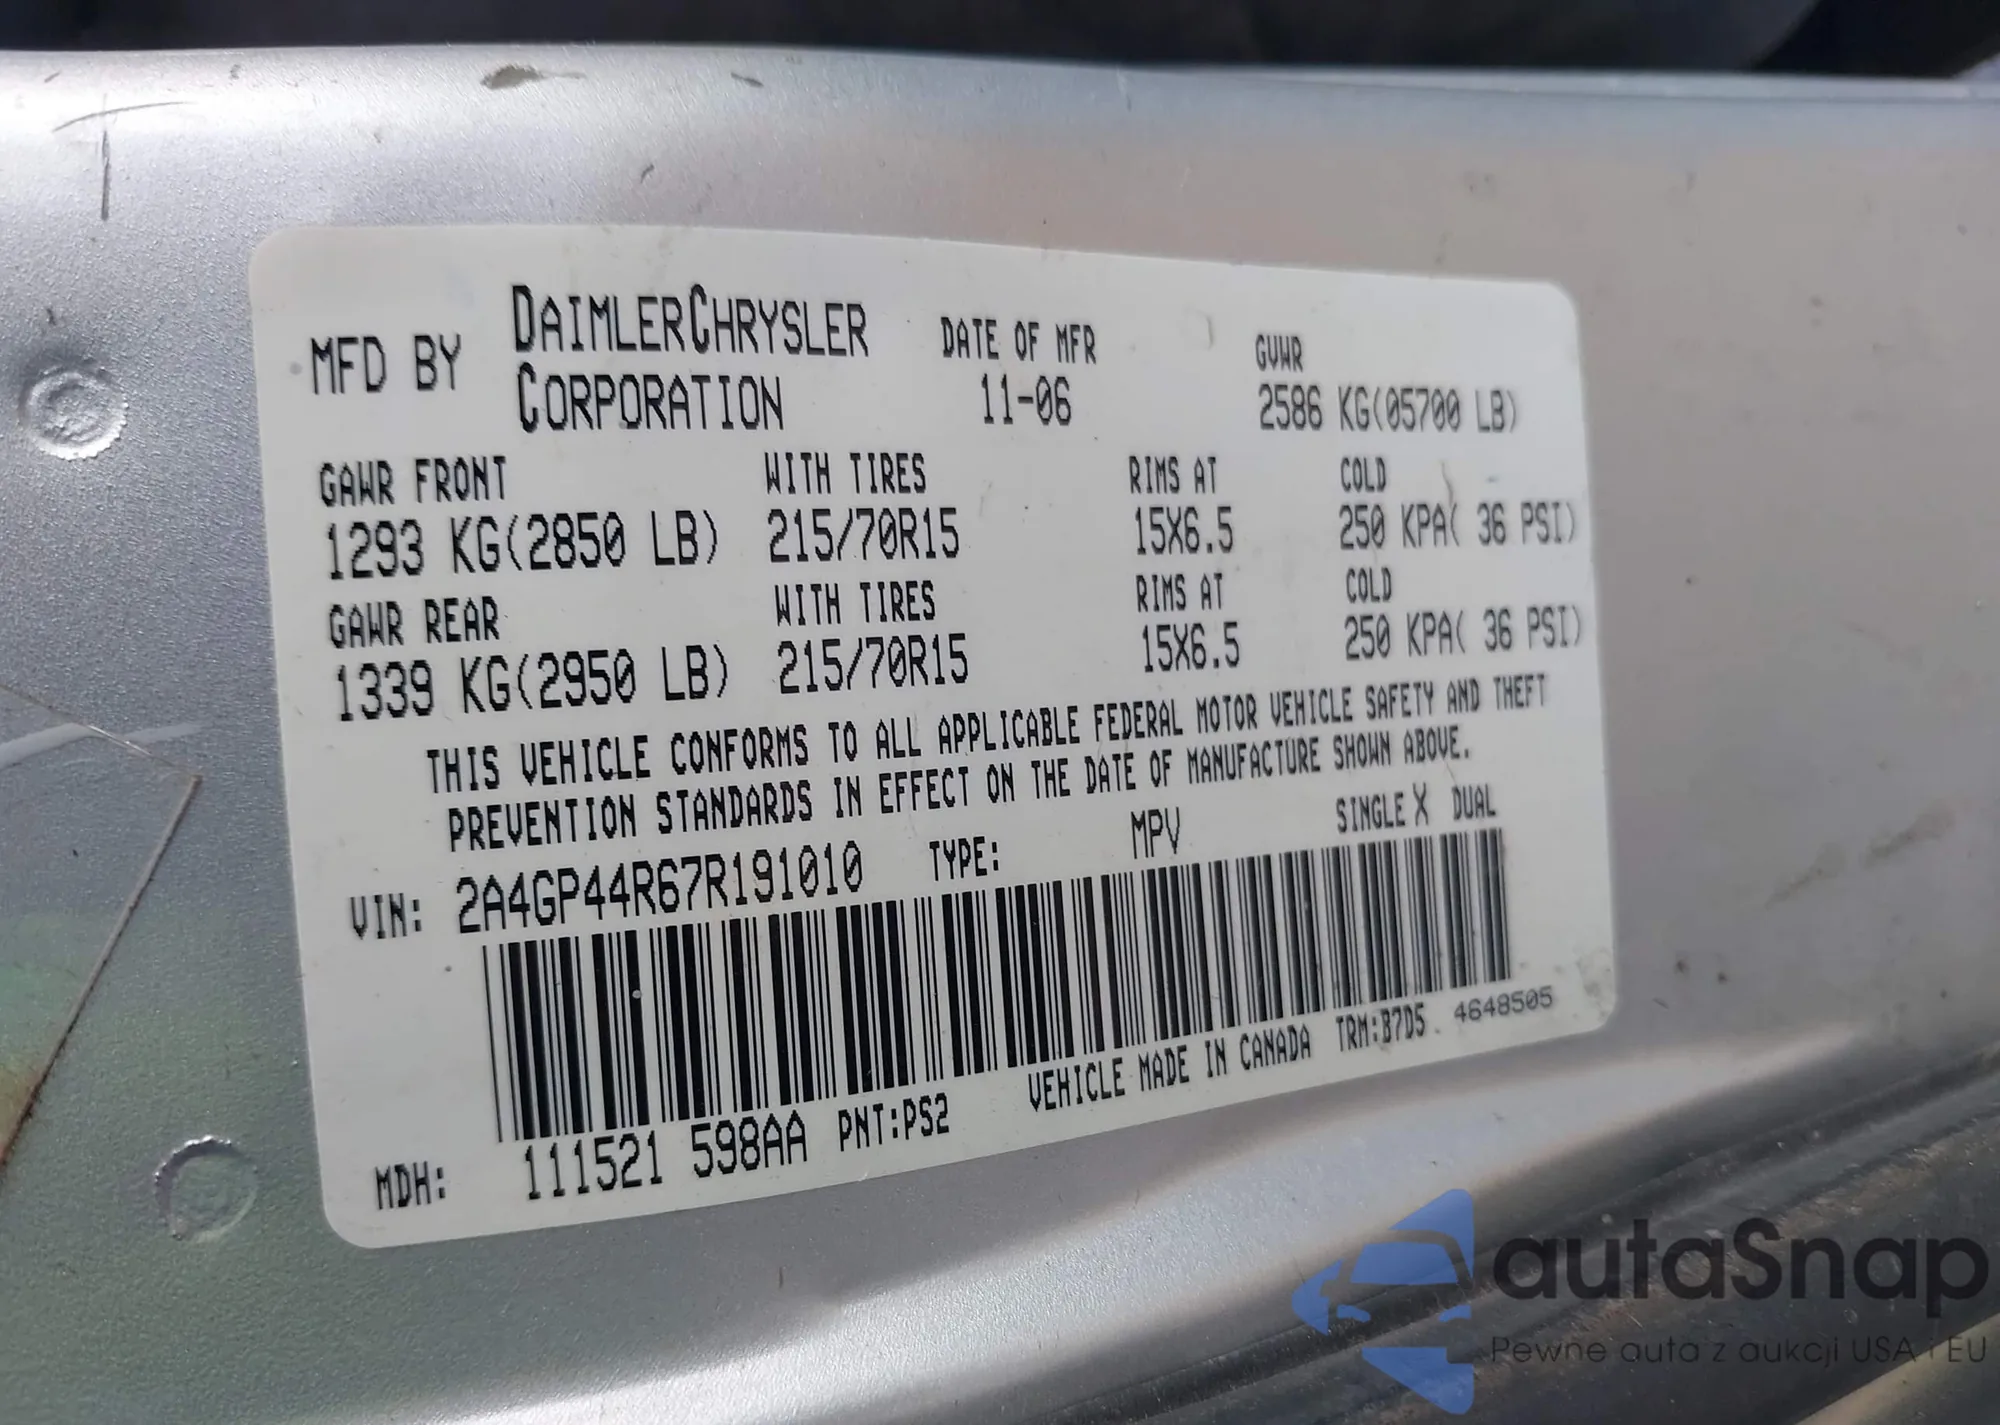 MFD BY DAIMLERCHRYSLER CORPORATION
DATE OF MFR
11-06
GVWR
2586 KG(05700 LB)
GAWR FRONT WITH TIRES RIMS AT COLD
1293 KG(2850 LB) 215/70R15 15X6.5 250 KPA( 36 PSI)
GAWR REAR WITH TIRES RIMS AT COLD
1339 KG(2950 LB) 215/70R15 15X6.5 250 KPA( 36 PSI)
THIS VEHICLE CONFORMS TO ALL APPLICABLE FEDERAL MOTOR VEHICLE SAFETY AND THEFT
PREVENTION STANDARDS IN EFFECT ON THE DATE OF MANUFACTURE SHOWN ABOVE.
VIN: 2A4GP44R67R191010 TYPE: MPV SINGLE X DUAL
MDH: 111521 598AA PNT:PS2 VEHICLE MADE IN CANADA TRM:B7D5 4648505
autaSnap
Pewne auta z aukcji USA i EU